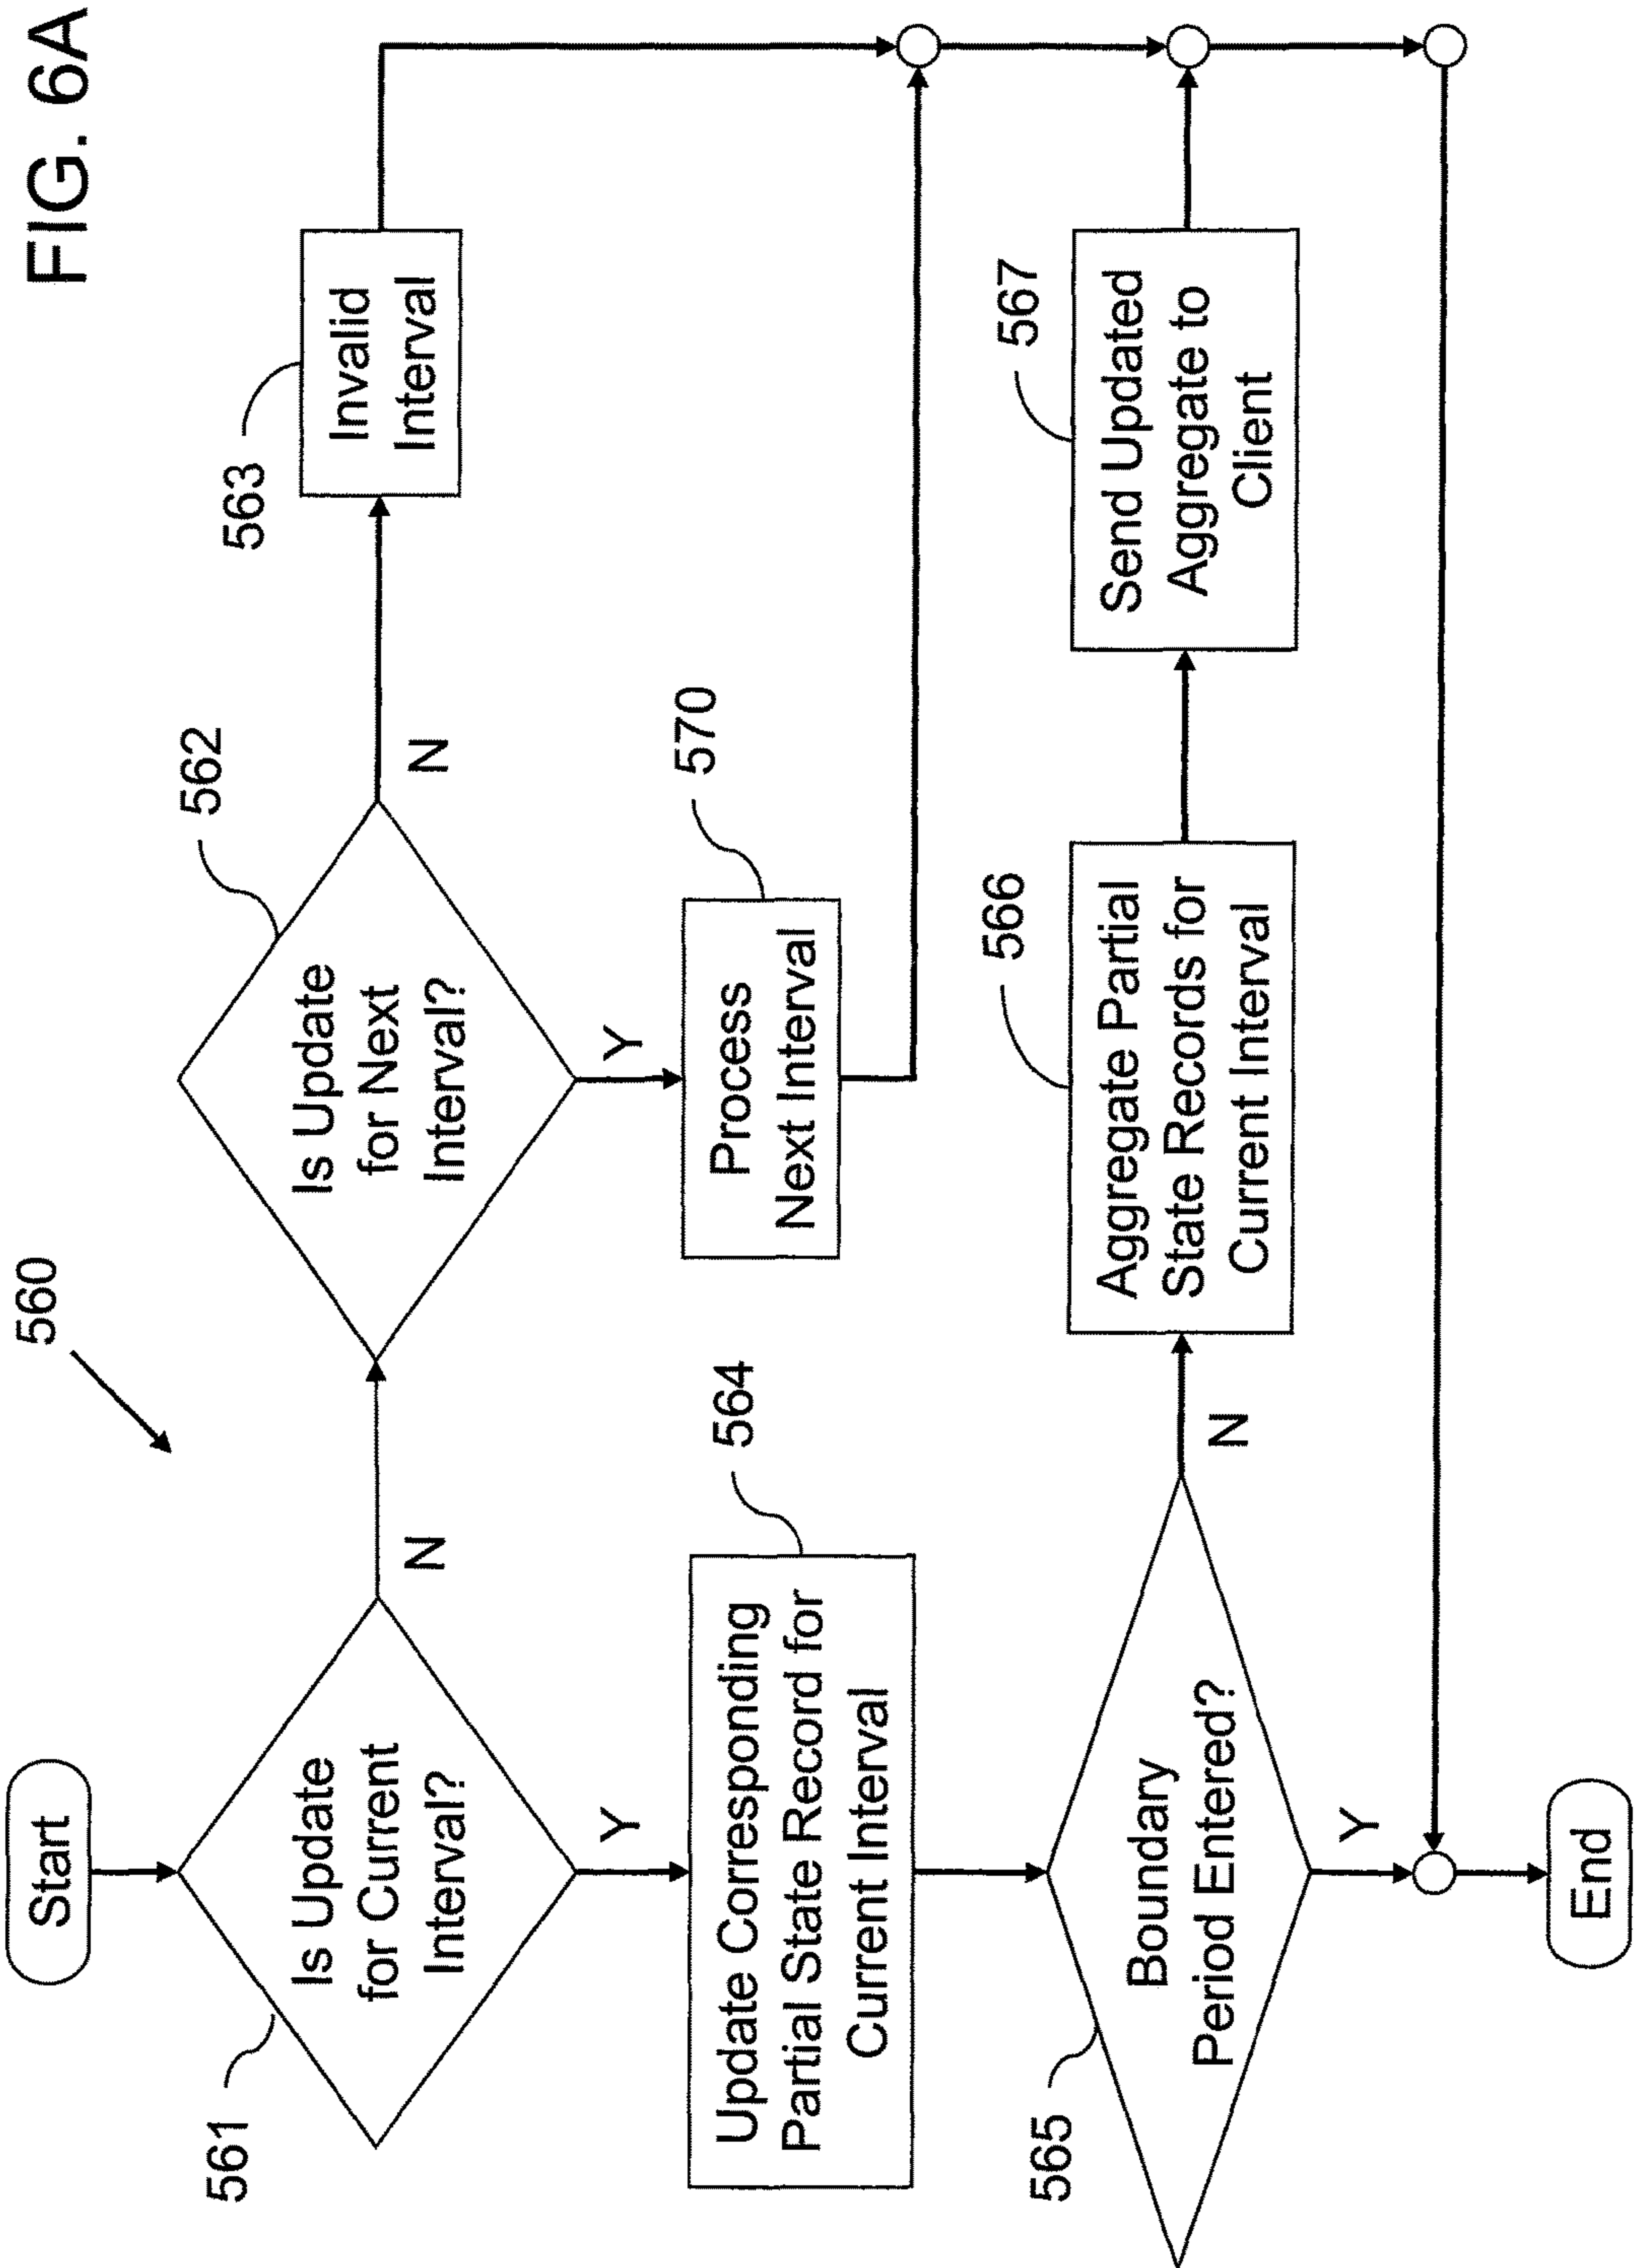 FIG. 6A
560
Start
561
Is Update
for Current
Interval?
N
Y
562
Is Update
for Next
Interval?
N
Y
563
Invalid
Interval
564
Update Corresponding
Partial State Record for
Current Interval
570
Process
Next Interval
565
Boundary
Period Entered?
N
Y
566
Aggregate Partial
State Records for
Current Interval
567
Send Updated
Aggregate to
Client
End